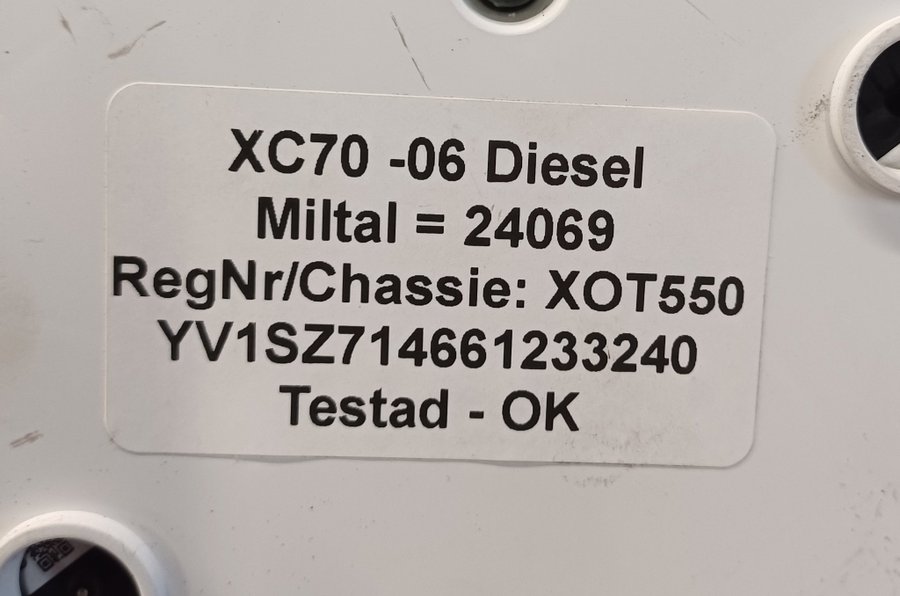 XC70 -06 Diesel
Miltal = 24069
RegNr/Chassie: XOT550
YV1SZ714661233240
Testad - OK